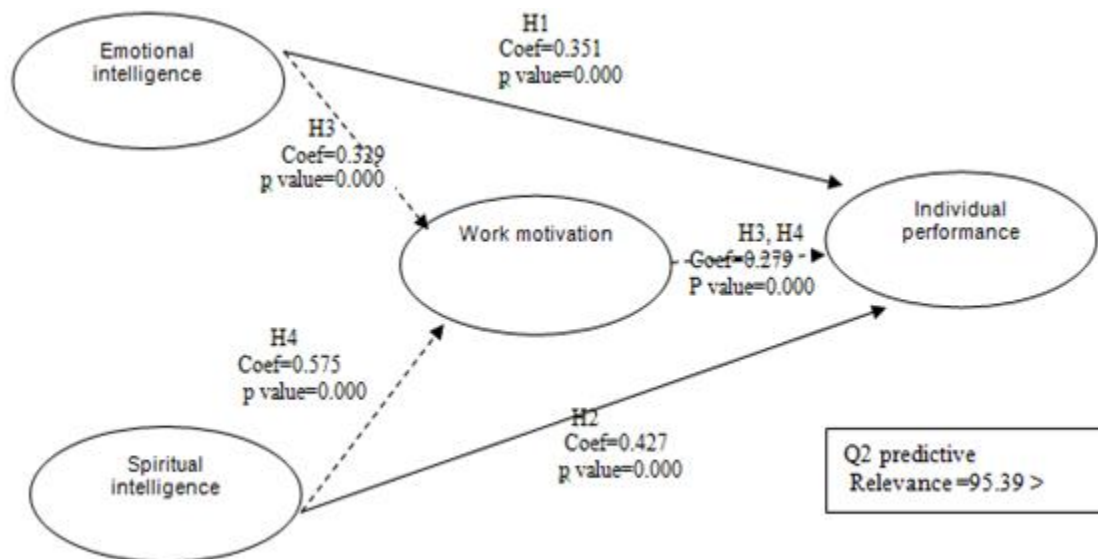 Emotional
intelligence
H1
Coef=0.351
p value=0.000
H3
Coef=0.339
p value=0.000
Work motivation
Individual
performance
H3, H4
Coef=0.279
P value=0.000
H4
Coef=0.575
p value=0.000
H2
Coef=0.427
p value=0.000
Spiritual
intelligence
Q2 predictive
Relevance=95.39 >